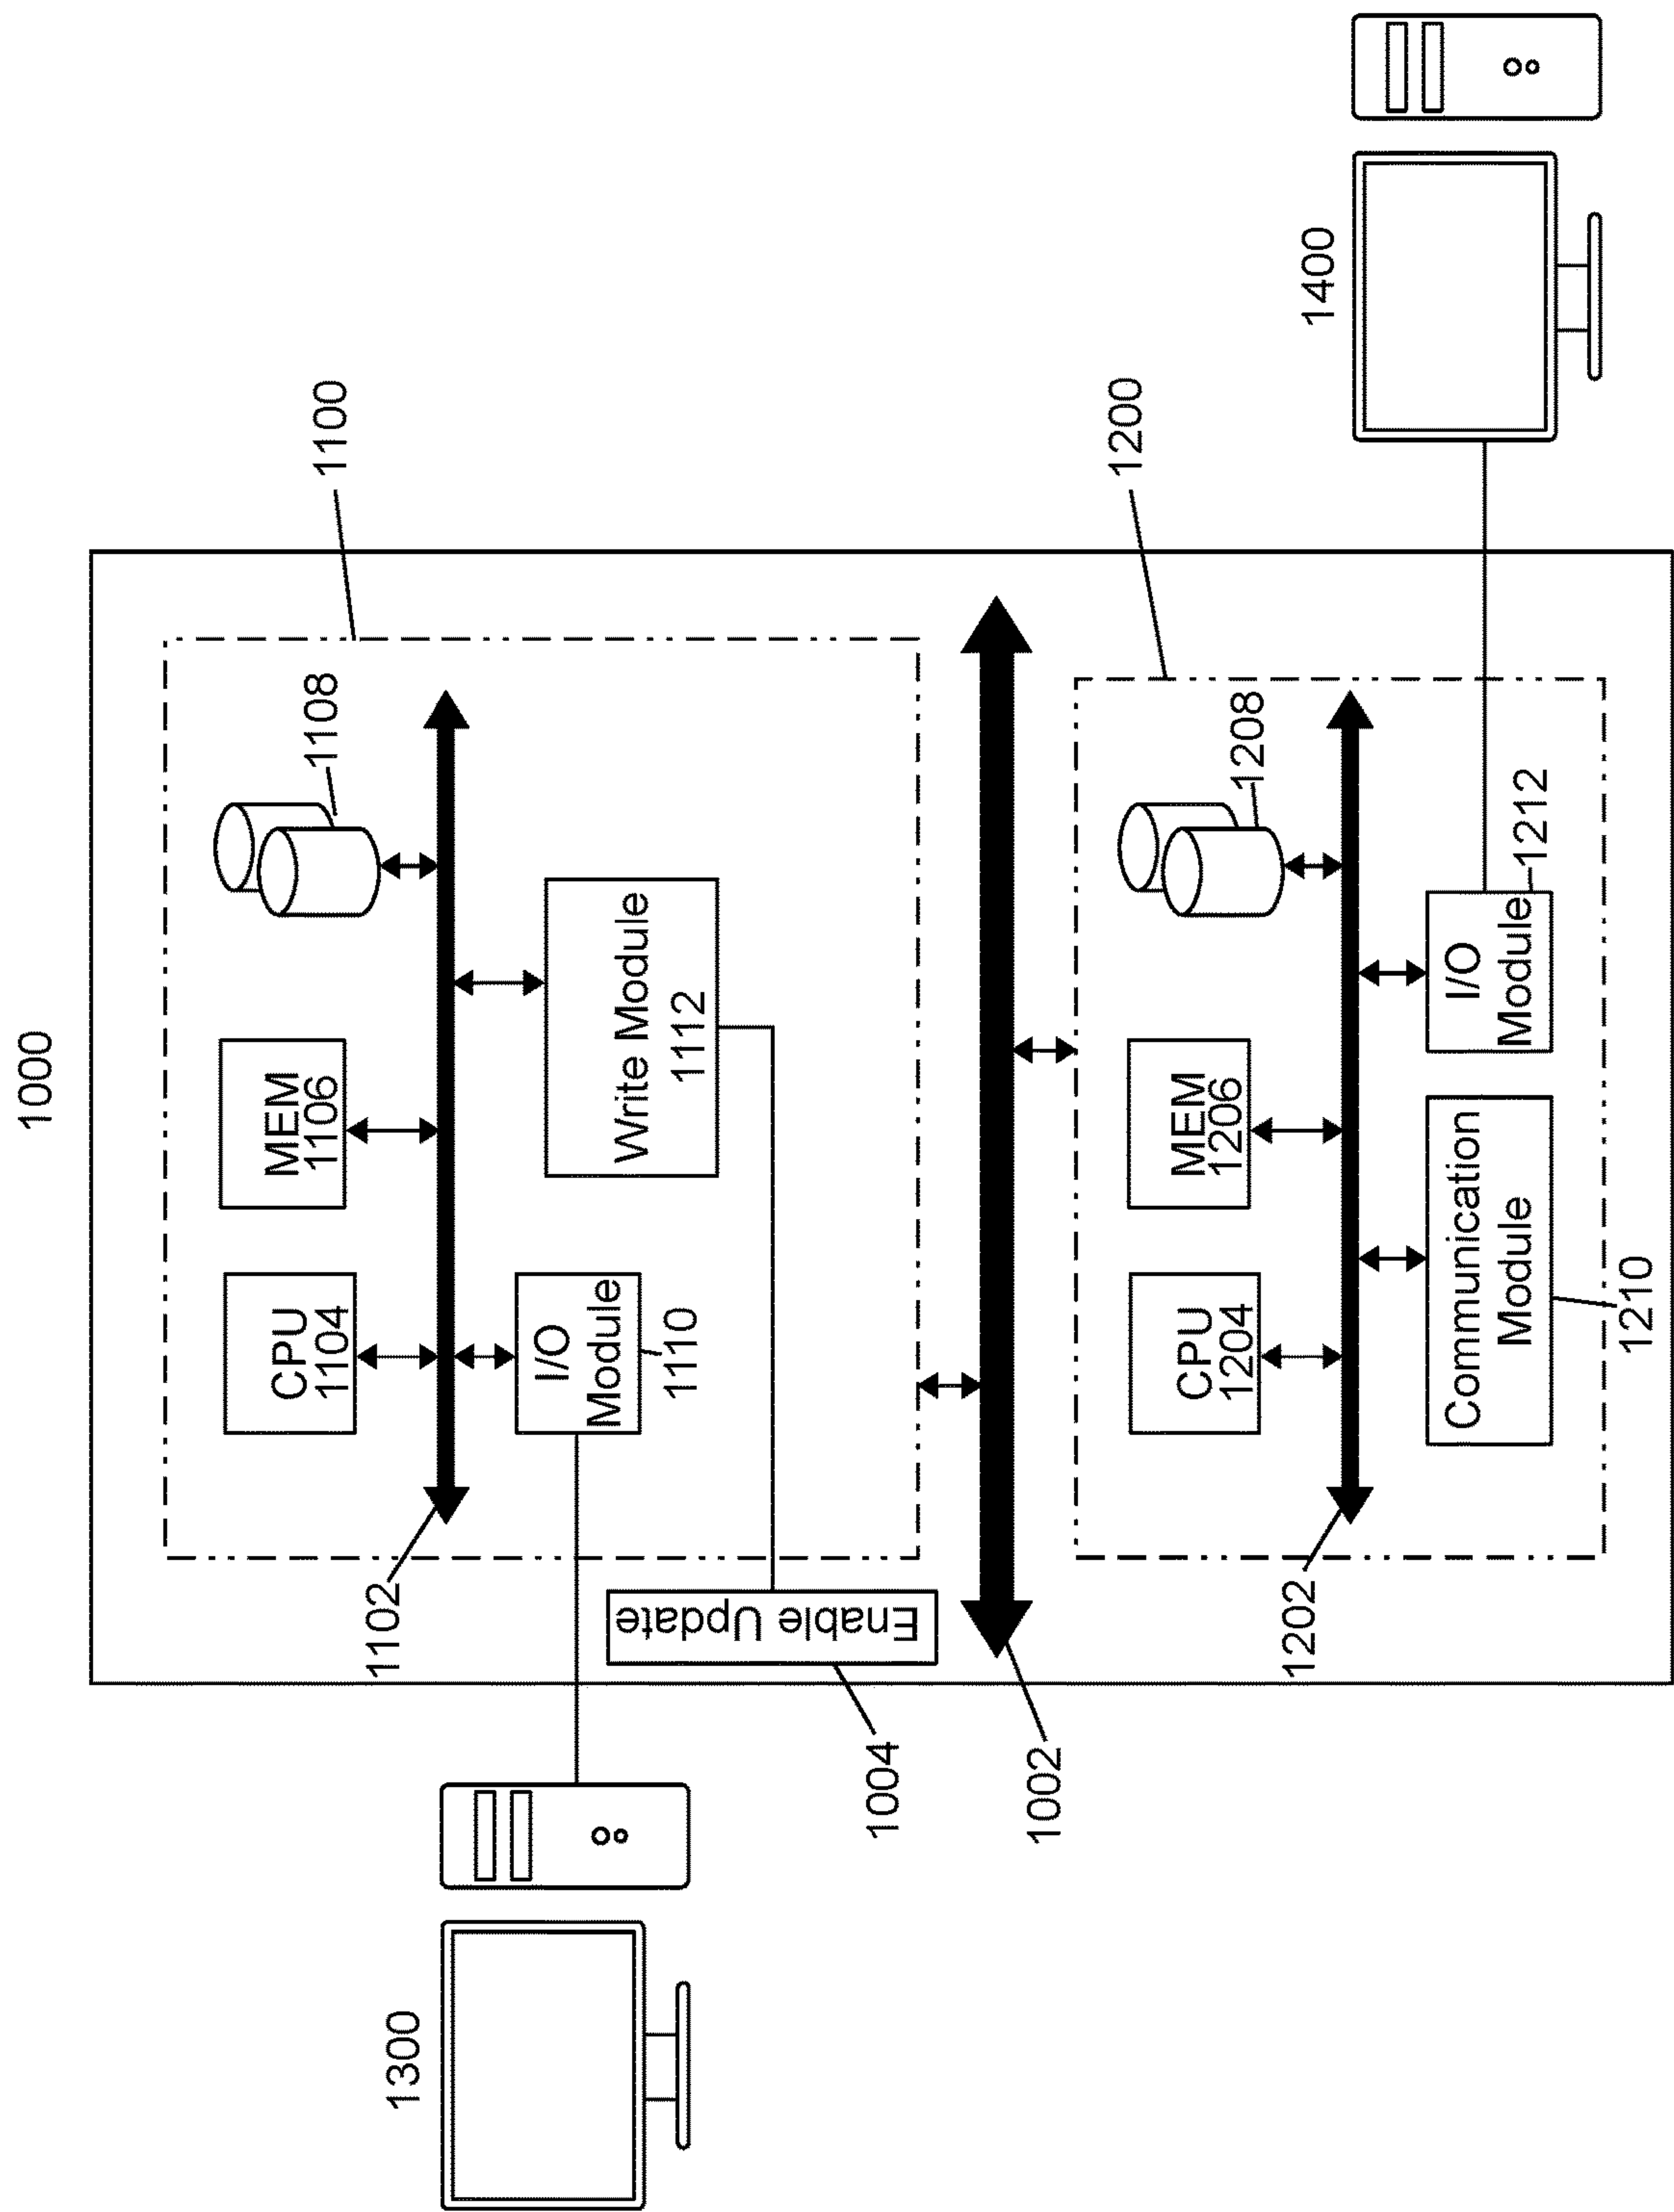 1000
1100
CPU
1104
MEM
1106
1108
1102
I/O
Module
1110
Write Module
1112
1300
Enable Update
1004
1002
1200
CPU
1204
MEM
1206
1208
1202
Communication
Module
1210
I/O
Module
1212
1400